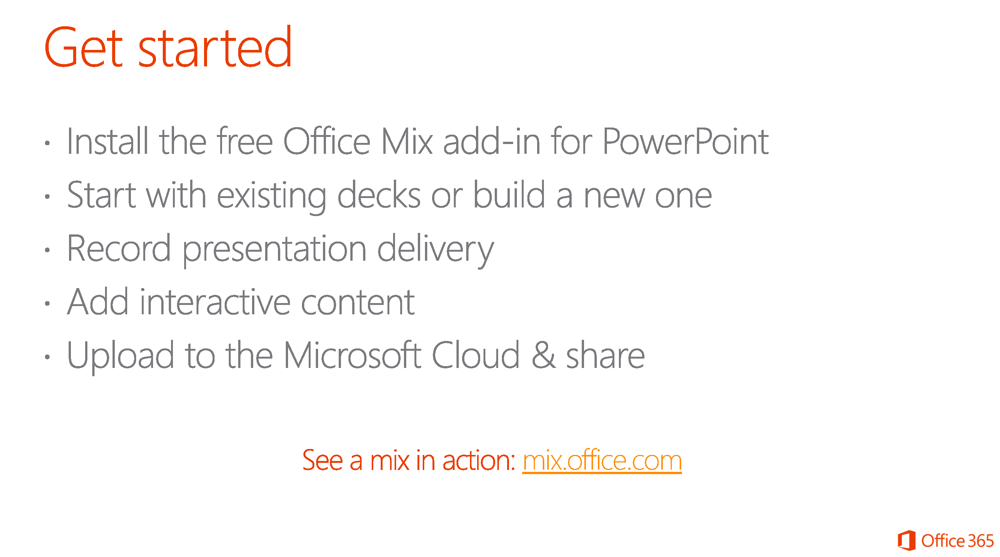 Get started
· Install the free Office Mix add-in for PowerPoint
· Start with existing decks or build a new one
· Record presentation delivery
· Add interactive content
· Upload to the Microsoft Cloud & share
See a mix in action: mix.office.com
Office 365